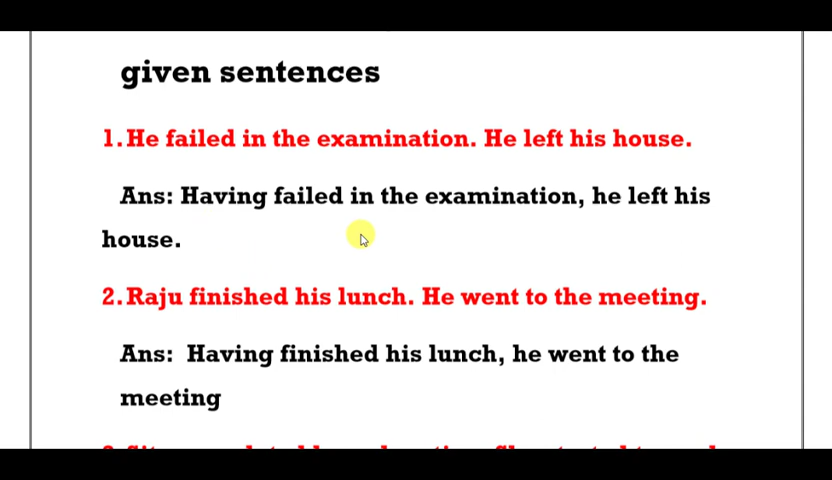 given sentences
1. He failed in the examination. He left his house.
Ans: Having failed in the examination, he left his
house.
2. Raju finished his lunch. He went to the meeting.
Ans: Having finished his lunch, he went to the
meeting